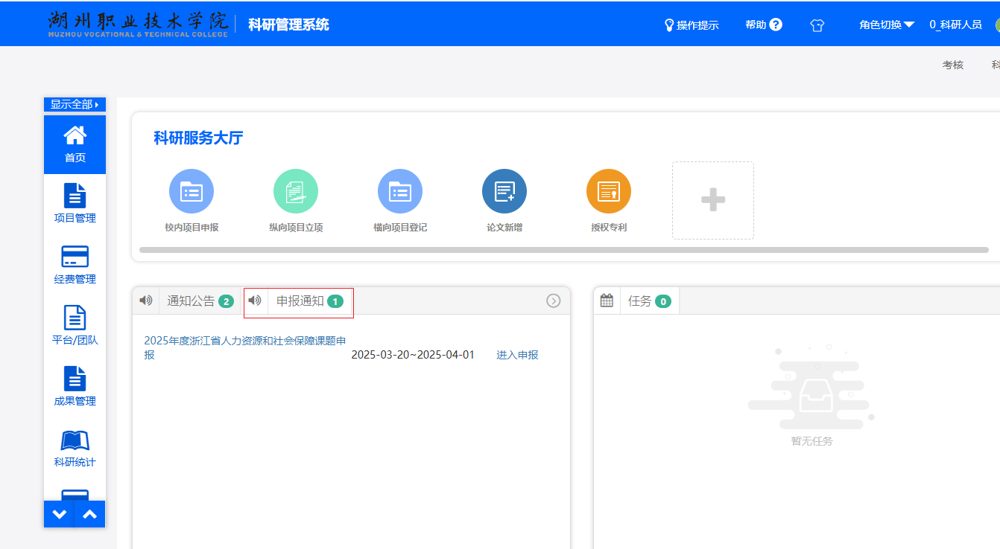 湖州职业技术学院
HUZHOU VOCATIONAL & TECHNICAL COLLEGE
科研管理系统
操作提示
帮助
角色切换
0_科研人员
考核
科
显示全部
首页
项目管理
经费管理
平台/团队
成果管理
科研统计
科研服务大厅
校内项目申报
纵向项目立项
横向项目登记
论文新增
授权专利
通知公告 2
申报通知 1
2025年度浙江省人力资源和社会保障课题申
报
2025-03-20~2025-04-01
进入申报
任务 0
暂无任务